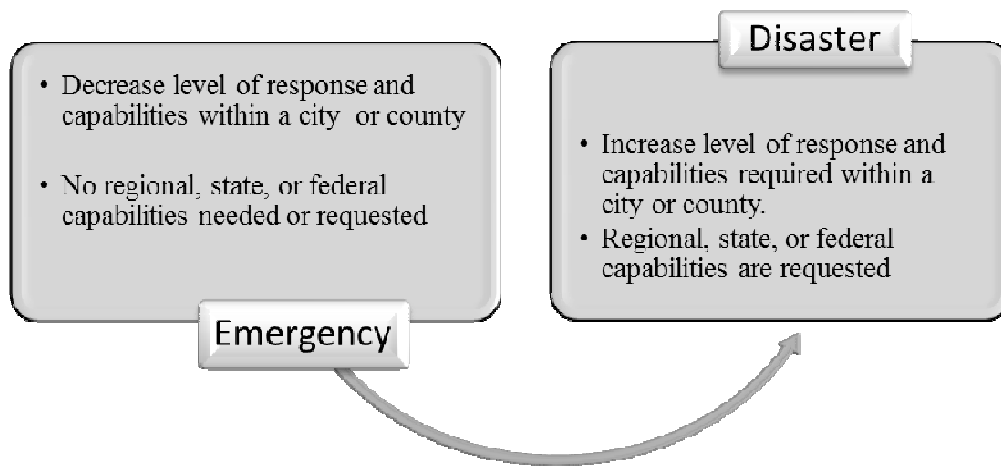 • Decrease level of response and
capabilities within a city or county
• No regional, state, or federal
capabilities needed or requested
Emergency
Disaster
• Increase level of response and
capabilities required within a
city or county.
• Regional, state, or federal
capabilities are requested